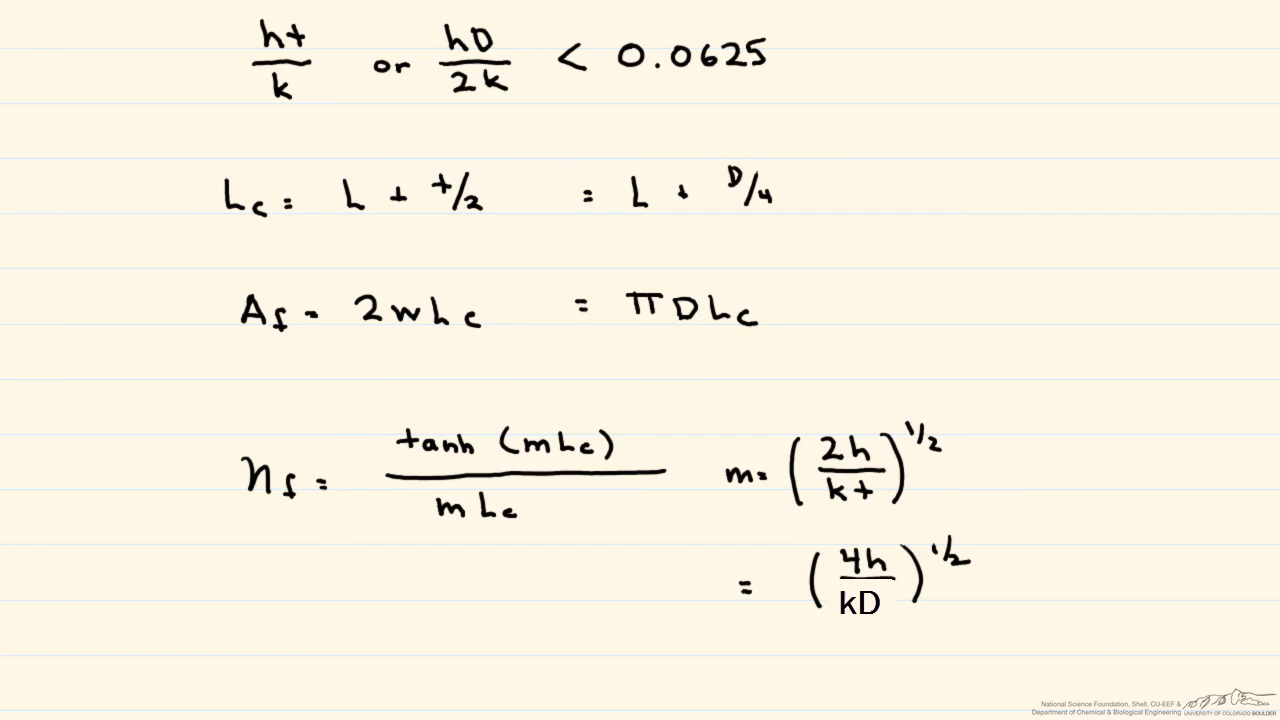 ht/k or hD/2k < 0.0625
Lc = L + t/2 = L + D/4
Af = 2wLc = πDLc
ηf = tanh (mLc) / mLc m = (2h/kt)^1/2
= (4h/kD)^1/2
National Science Foundation, Shell, CU-EEF &
Department of Chemical & Biological Engineering UNIVERSITY OF COLORADO BOULDER